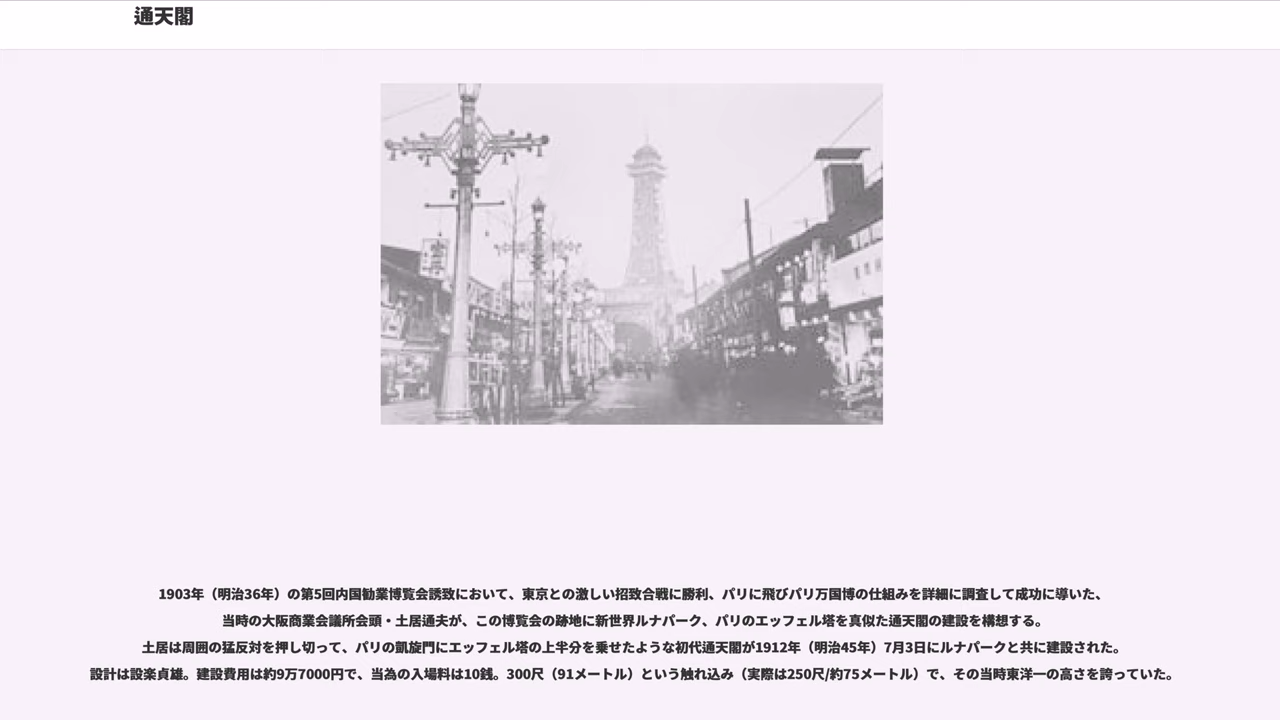 通天閣
1903年（明治36年）の第5回内国勧業博覧会誘致において、東京との激しい招致合戦に勝利、パリに飛びパリ万国博の仕組みを詳細に調査して成功に導いた、
当時の大阪商業会議所会頭・土居通夫が、この博覧会の跡地に新世界ルナパーク、パリのエッフェル塔を真似た通天閣の建設を構想する。
土居は周囲の猛反対を押し切って、パリの凱旋門にエッフェル塔の上半分を乗せたような初代通天閣が1912年（明治45年）7月3日にルナパークと共に建設された。
設計は設楽貞雄。建設費用は約9万7000円で、当為の入場料は10銭。300尺（91メートル）という触れ込み（実際は250尺/約75メートル）で、その当時東洋一の高さを誇っていた。